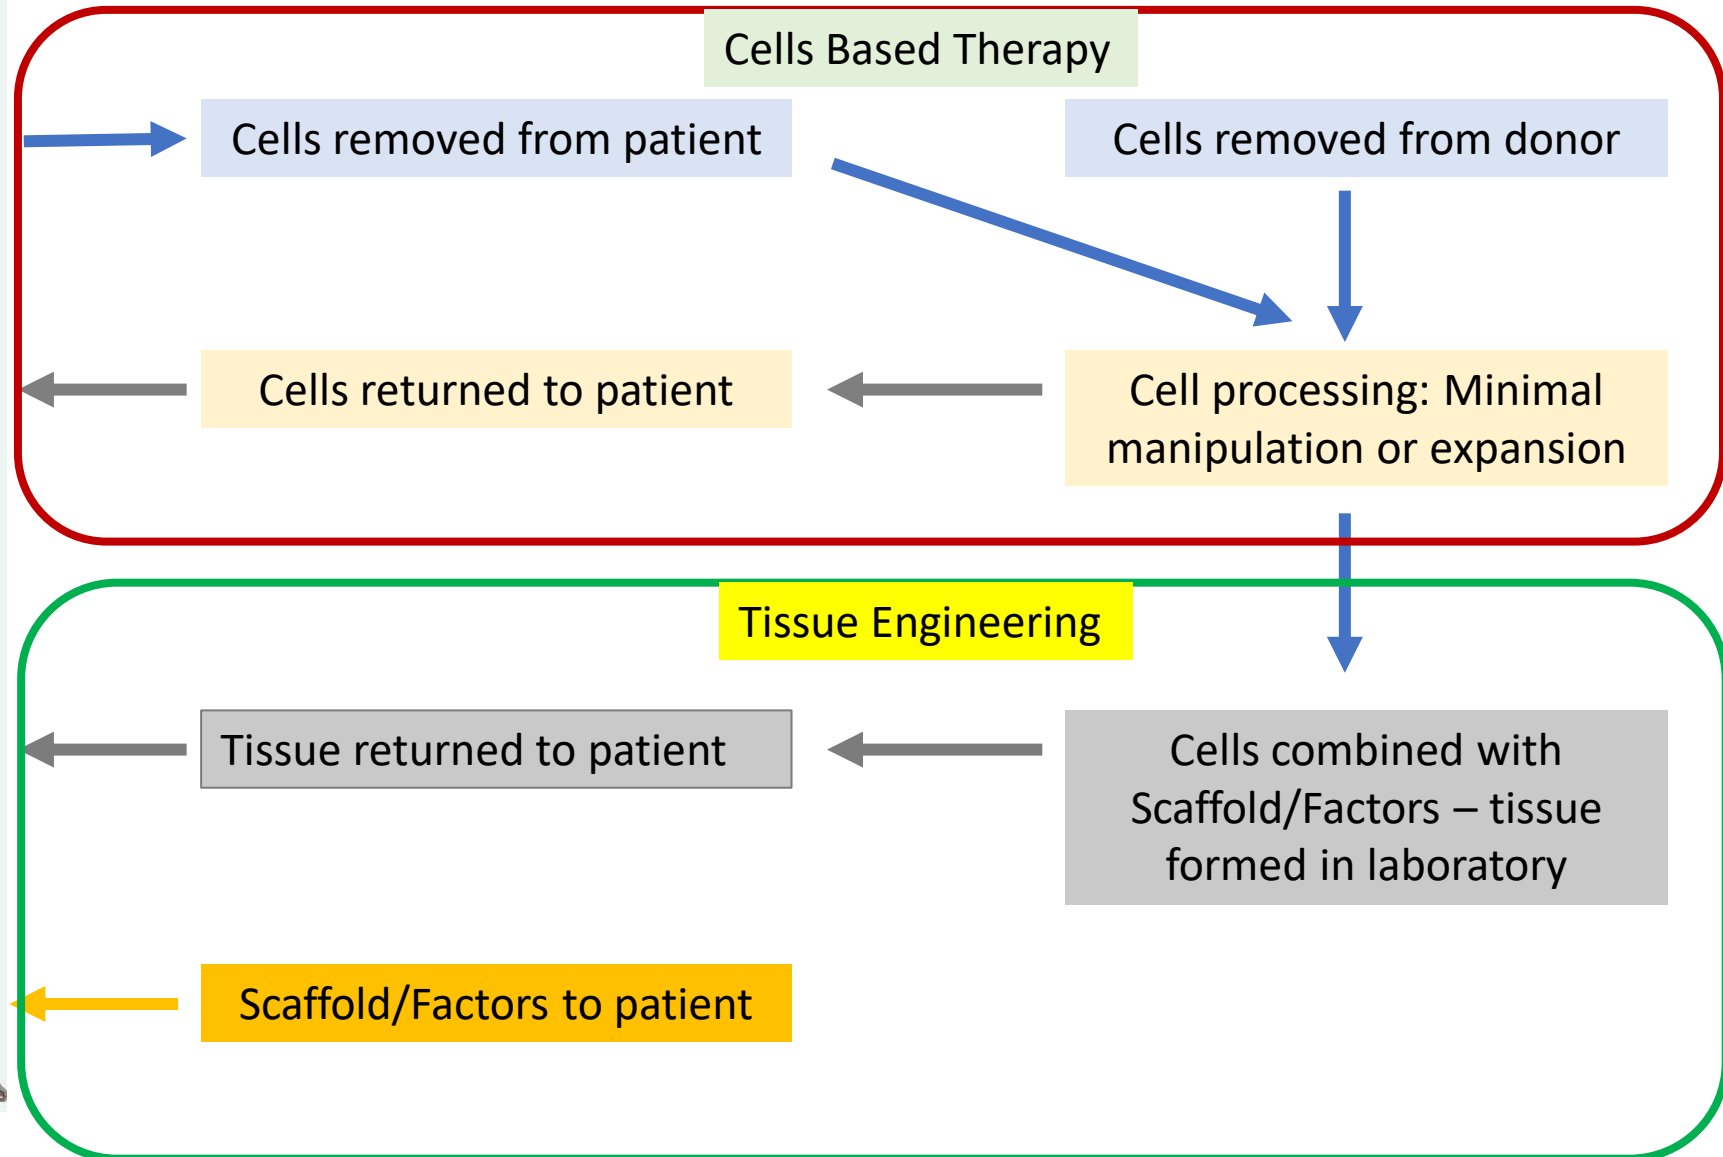 Cells Based Therapy
Cells removed from patient
Cells removed from donor
Cells returned to patient
Cell processing: Minimal
manipulation or expansion
Tissue Engineering
Tissue returned to patient
Cells combined with
Scaffold/Factors – tissue
formed in laboratory
Scaffold/Factors to patient